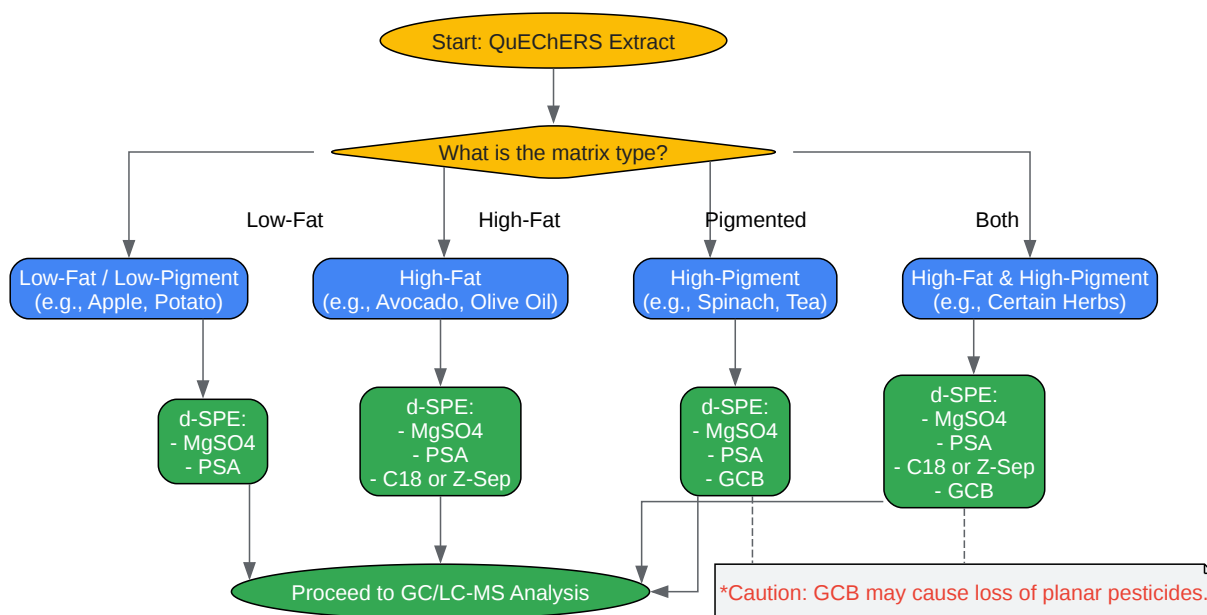 Start: QuEChERS Extract
What is the matrix type?
Low-Fat
High-Fat
Pigmented
Both
Low-Fat / Low-Pigment
(e.g., Apple, Potato)
High-Fat
(e.g., Avocado, Olive Oil)
High-Pigment
(e.g., Spinach, Tea)
High-Fat & High-Pigment
(e.g., Certain Herbs)
d-SPE:
- MgSO4
- PSA
d-SPE:
- MgSO4
- PSA
- C18 or Z-Sep
d-SPE:
- MgSO4
- PSA
- GCB
d-SPE:
- MgSO4
- PSA
- C18 or Z-Sep
- GCB
Proceed to GC/LC-MS Analysis
*Caution: GCB may cause loss of planar pesticides.